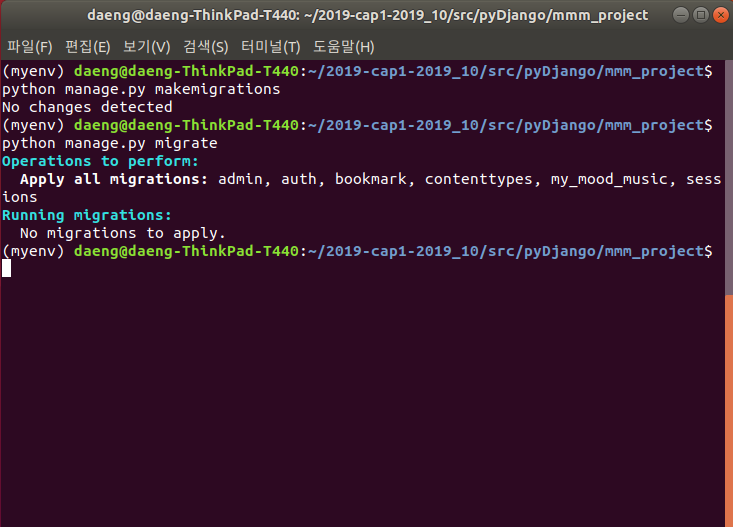 daeng@daeng-ThinkPad-T440: ~/2019-cap1-2019_10/src/pyDjango/mmm_project
파일(F) 편집(E) 보기(V) 검색(S) 터미널(T) 도움말(H)
(myenv) daeng@daeng-ThinkPad-T440:~/2019-cap1-2019_10/src/pyDjango/mmm_project$
python manage.py makemigrations
No changes detected
(myenv) daeng@daeng-ThinkPad-T440:~/2019-cap1-2019_10/src/pyDjango/mmm_project$
python manage.py migrate
Operations to perform:
  Apply all migrations: admin, auth, bookmark, contenttypes, my_mood_music, sess
ions
Running migrations:
  No migrations to apply.
(myenv) daeng@daeng-ThinkPad-T440:~/2019-cap1-2019_10/src/pyDjango/mmm_project$